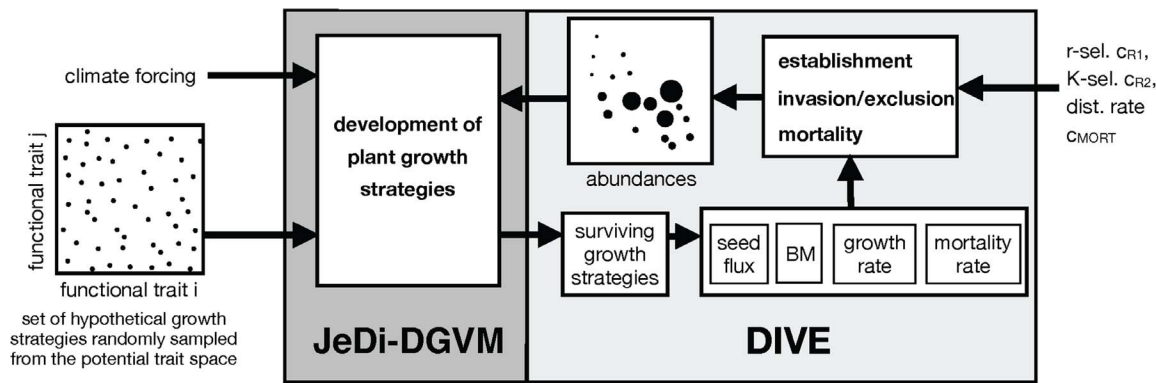 climate forcing
functional trait j
functional trait i
set of hypothetical growth
strategies randomly sampled
from the potential trait space
development of
plant growth
strategies
JeDi-DGVM
abundances
establishment
invasion/exclusion
mortality
r-sel. cR1,
K-sel. cR2,
dist. rate
cMORT
surviving
growth
strategies
seed
flux
BM
growth
rate
mortality
rate
DIVE